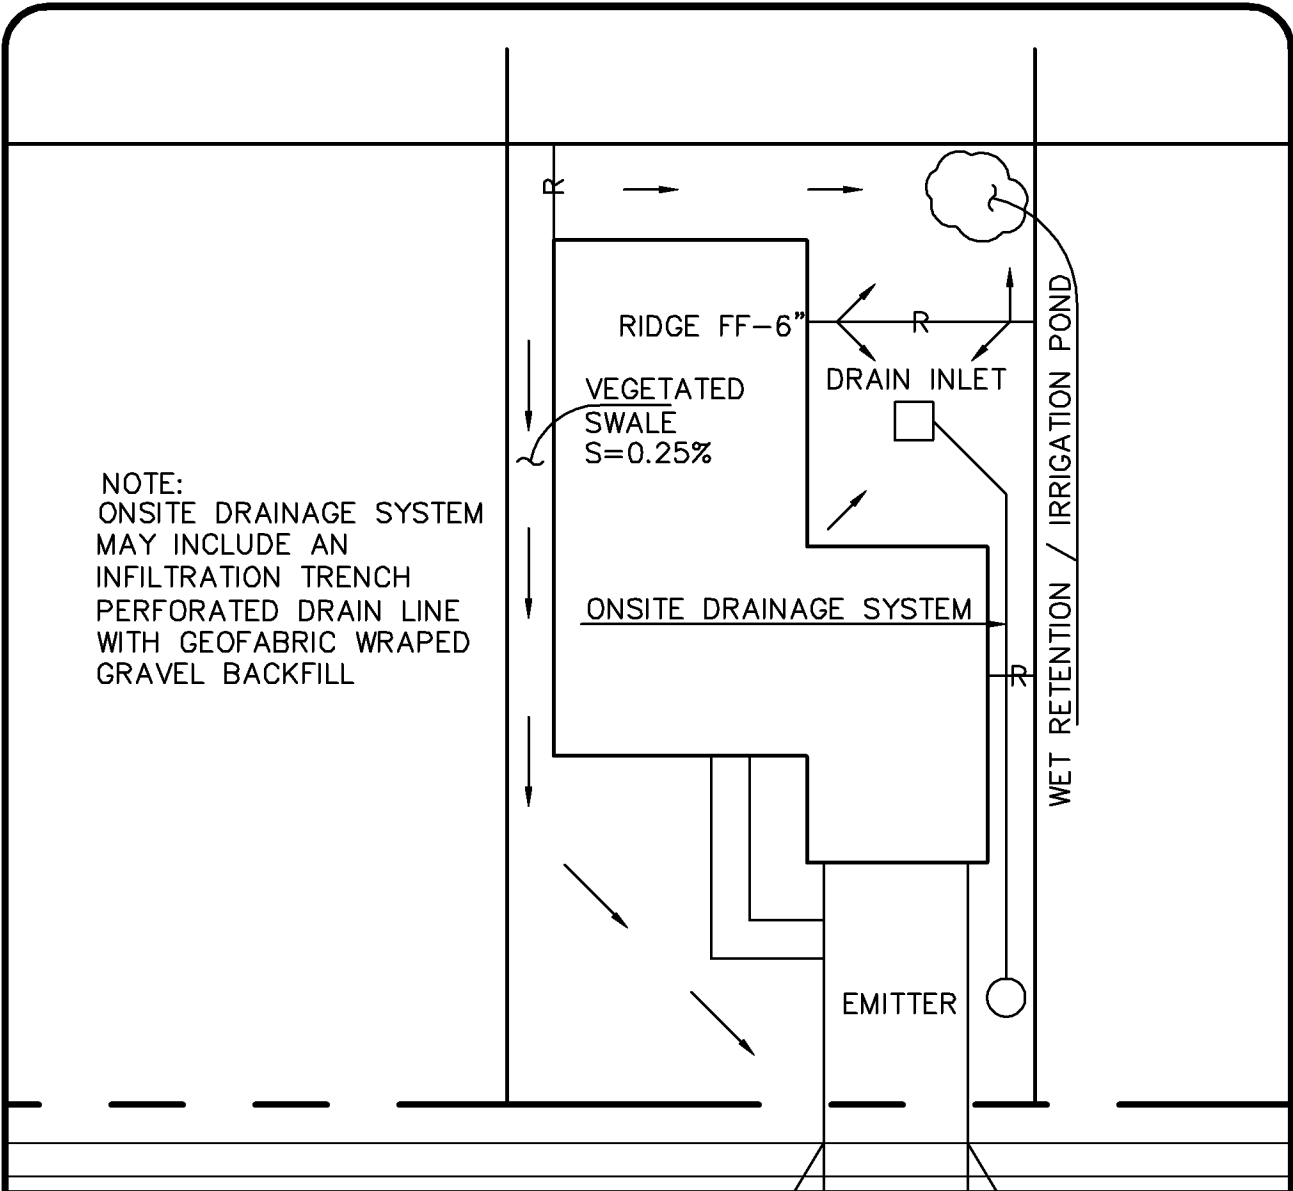 R
RIDGE FF-6"
R
DRAIN INLET
VEGETATED
SWALE
S=0.25%
NOTE:
ONSITE DRAINAGE SYSTEM
MAY INCLUDE AN
INFILTRATION TRENCH
PERFORATED DRAIN LINE
WITH GEOFABRIC WRAPED
GRAVEL BACKFILL
ONSITE DRAINAGE SYSTEM
R
WET RETENTION / IRRIGATION POND
EMITTER